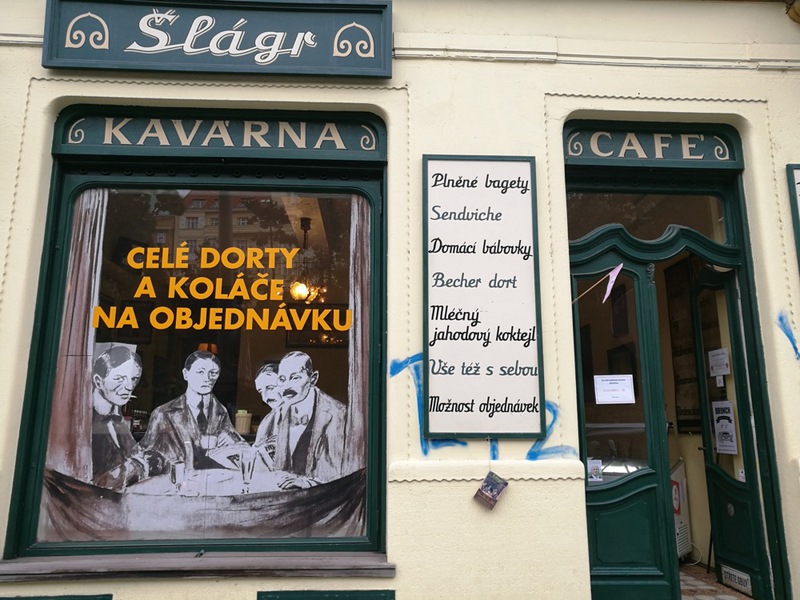 Šlágr
KAVÁRNA
CAFÉ
CELÉ DORTY
A KOLÁČE
NA OBJEDNÁVKU
Plněné bagety
Sendviche
Domácí bábovky
Becher dort
Mléčný
jahodový koktejl
Vše též s sebou
Možnost objednávek
BRUNCH